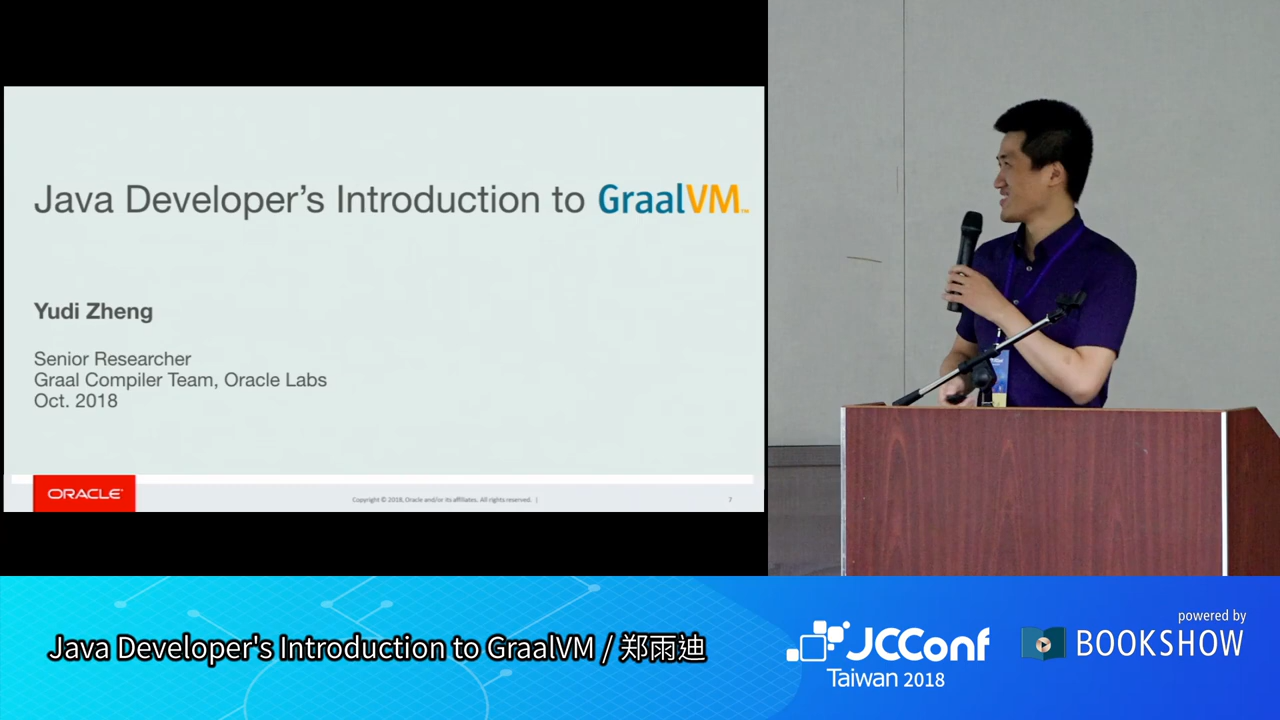 Java Developer's Introduction to GraalVM™
Yudi Zheng
Senior Researcher
Graal Compiler Team, Oracle Labs
Oct. 2018
ORACLE®
Copyright © 2018, Oracle and/or its affiliates. All rights reserved. |
7
Java Developer's Introduction to GraalVM / 郑雨迪
JCConf
Taiwan 2018
powered by
BOOKSHOW